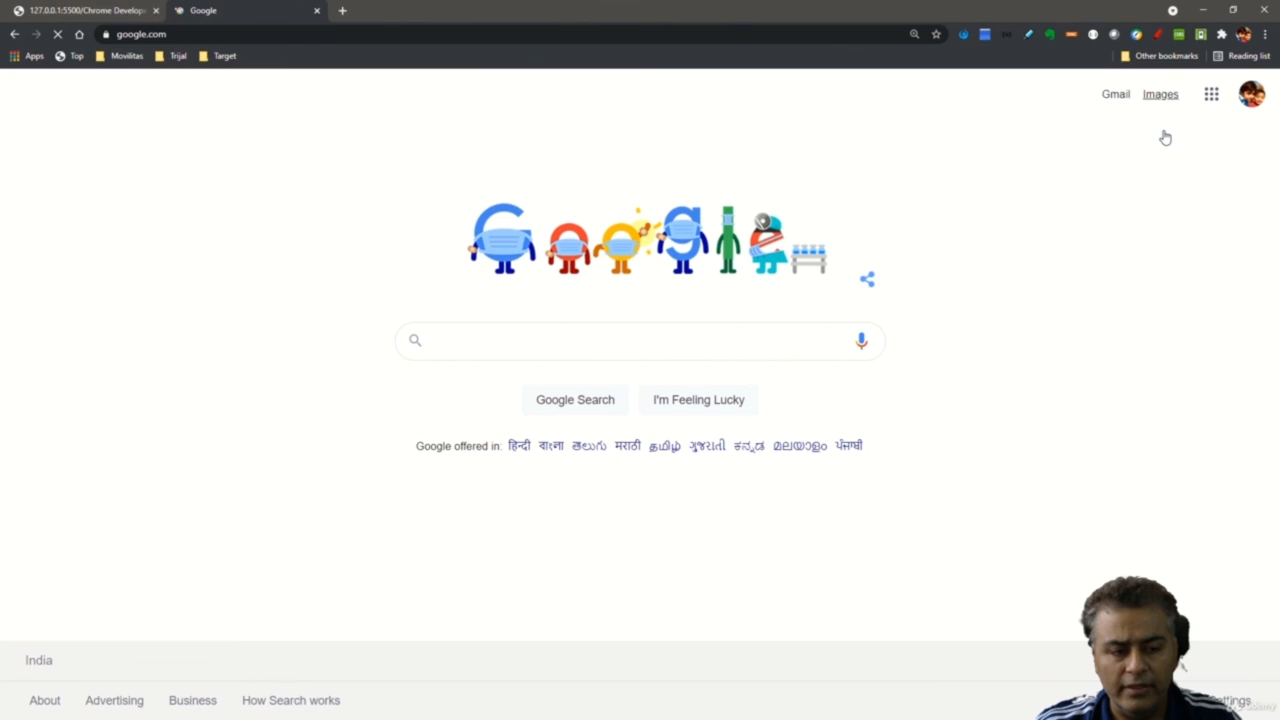 127.0.0.1:5500/Chrome Develop
Google
google.com
Apps
Top
Movilitas
Trijal
Target
Other bookmarks
Reading list
Gmail
Images
Google
Google Search
I'm Feeling Lucky
Google offered in: हिन्दी বাংলা తెలుగు मराठी தமிழ் ગુજરાતી ಕನ್ನಡ മലയാളം ਪੰਜਾਬੀ
India
About
Advertising
Business
How Search works
Udemy